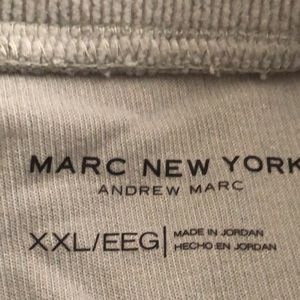 MARC NEW YORK
ANDREW MARC
XXL/EEG| MADE IN JORDAN
HECHO EN JORDAN